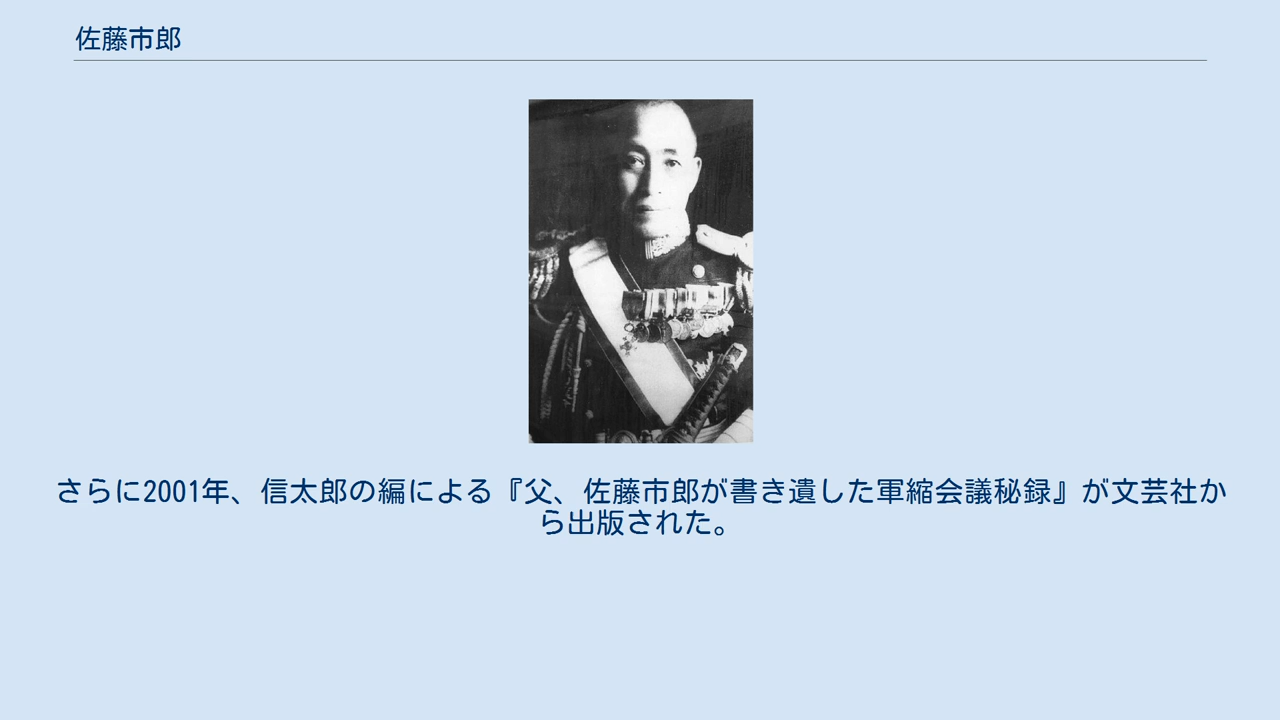 佐藤市郎
さらに2001年、信太郎の編による『父、佐藤市郎が書き遺した軍縮会議秘録』が文芸社か
ら出版された。